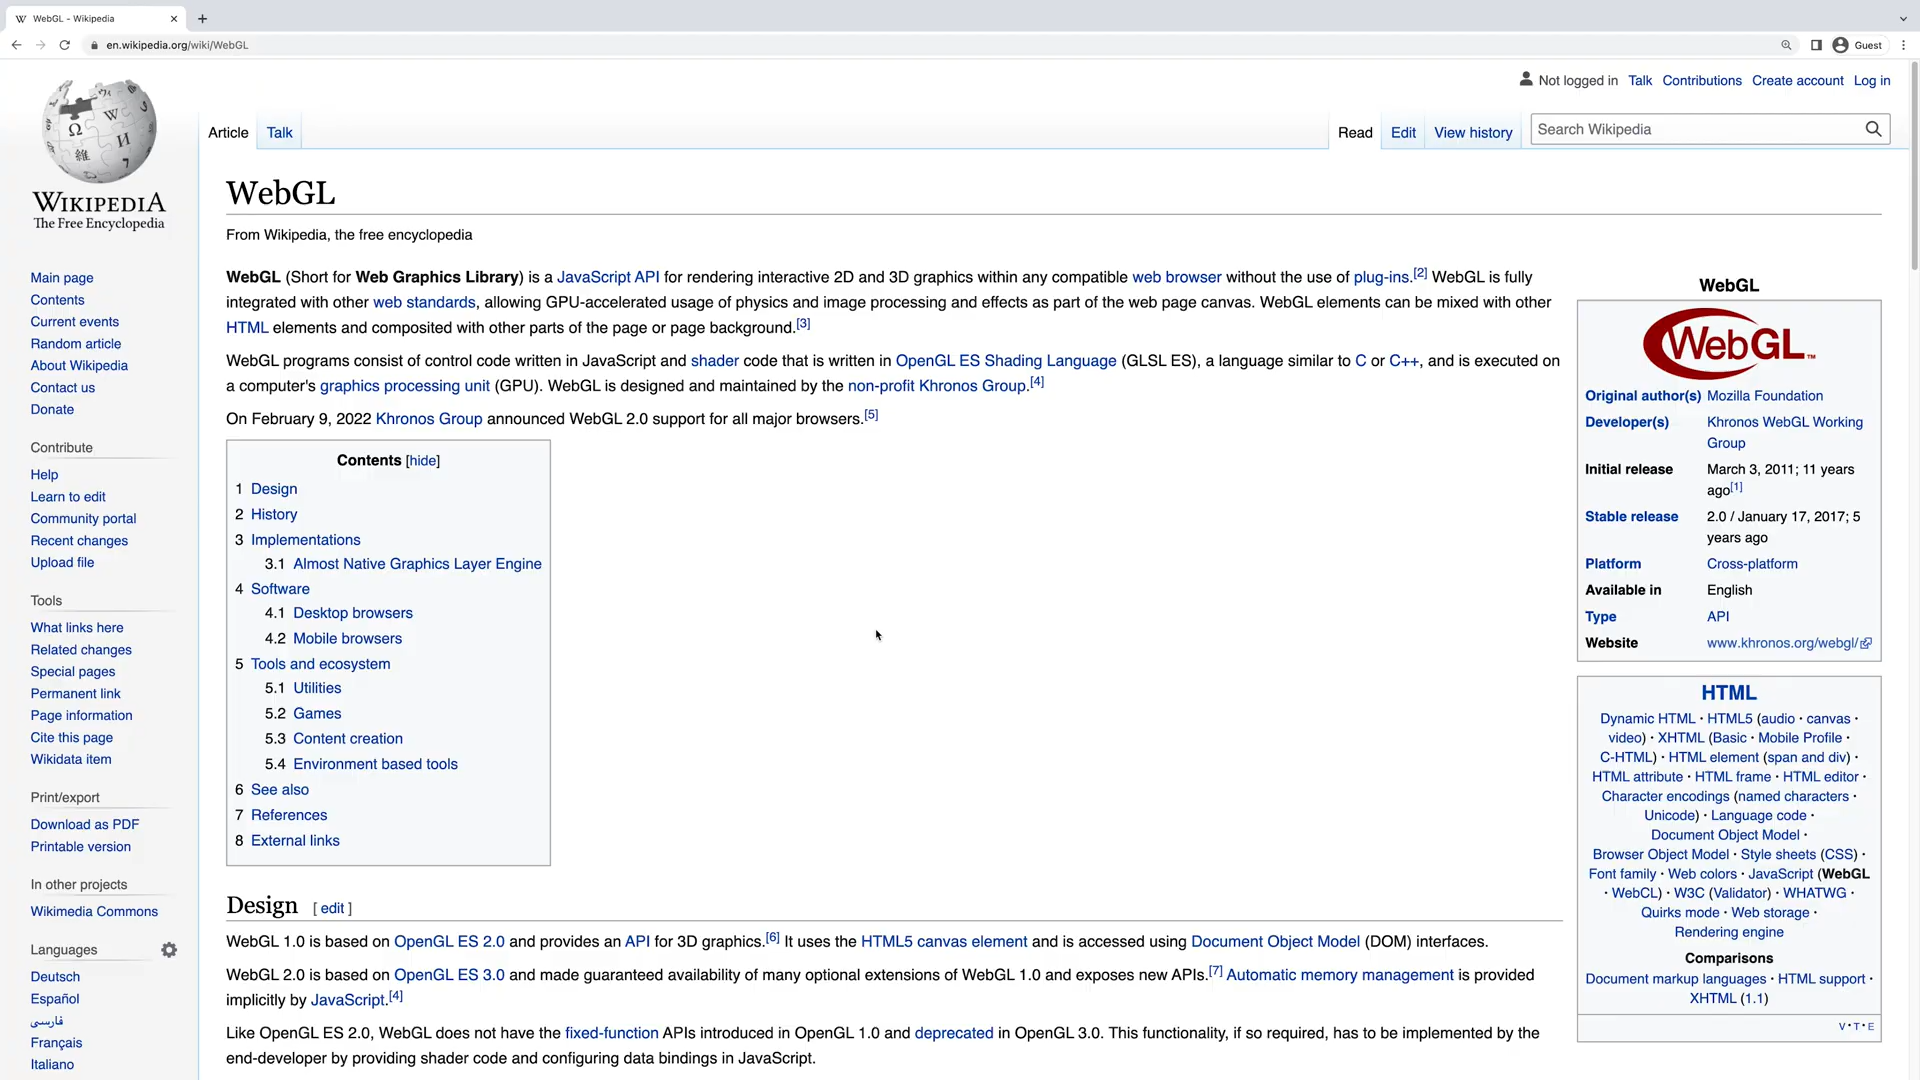 WebGL - Wikipedia
en.wikipedia.org/wiki/WebGL
Guest
Not logged in Talk Contributions Create account Log in
Article Talk
Read Edit View history
Search Wikipedia
WIKIPEDIA
The Free Encyclopedia
Main page
Contents
Current events
Random article
About Wikipedia
Contact us
Donate
Contribute
Help
Learn to edit
Community portal
Recent changes
Upload file
Tools
What links here
Related changes
Special pages
Permanent link
Page information
Cite this page
Wikidata item
Print/export
Download as PDF
Printable version
In other projects
Wikimedia Commons
Languages
Deutsch
Español
فارسی
Français
Italiano
WebGL
From Wikipedia, the free encyclopedia
WebGL (Short for Web Graphics Library) is a JavaScript API for rendering interactive 2D and 3D graphics within any compatible web browser without the use of plug-ins.[2] WebGL is fully
integrated with other web standards, allowing GPU-accelerated usage of physics and image processing and effects as part of the web page canvas. WebGL elements can be mixed with other
HTML elements and composited with other parts of the page or page background.[3]
WebGL programs consist of control code written in JavaScript and shader code that is written in OpenGL ES Shading Language (GLSL ES), a language similar to C or C++, and is executed on
a computer's graphics processing unit (GPU). WebGL is designed and maintained by the non-profit Khronos Group.[4]
On February 9, 2022 Khronos Group announced WebGL 2.0 support for all major browsers.[5]
Contents [hide]
1 Design
2 History
3 Implementations
3.1 Almost Native Graphics Layer Engine
4 Software
4.1 Desktop browsers
4.2 Mobile browsers
5 Tools and ecosystem
5.1 Utilities
5.2 Games
5.3 Content creation
5.4 Environment based tools
6 See also
7 References
8 External links
Design [ edit ]
WebGL 1.0 is based on OpenGL ES 2.0 and provides an API for 3D graphics.[6] It uses the HTML5 canvas element and is accessed using Document Object Model (DOM) interfaces.
WebGL 2.0 is based on OpenGL ES 3.0 and made guaranteed availability of many optional extensions of WebGL 1.0 and exposes new APIs.[7] Automatic memory management is provided
implicitly by JavaScript.[4]
Like OpenGL ES 2.0, WebGL does not have the fixed-function APIs introduced in OpenGL 1.0 and deprecated in OpenGL 3.0. This functionality, if so required, has to be implemented by the
end-developer by providing shader code and configuring data bindings in JavaScript.
WebGL
WebGL™
Original author(s) Mozilla Foundation
Developer(s) Khronos WebGL Working
Group
Initial release March 3, 2011; 11 years
ago[1]
Stable release 2.0 / January 17, 2017; 5
years ago
Platform Cross-platform
Available in English
Type API
Website www.khronos.org/webgl/
HTML
Dynamic HTML · HTML5 (audio · canvas ·
video) · XHTML (Basic · Mobile Profile ·
C-HTML) · HTML element (span and div) ·
HTML attribute · HTML frame · HTML editor ·
Character encodings (named characters ·
Unicode) · Language code ·
Document Object Model ·
Browser Object Model · Style sheets (CSS) ·
Font family · Web colors · JavaScript (WebGL
· WebCL) · W3C (Validator) · WHATWG ·
Quirks mode · Web storage ·
Rendering engine
Comparisons
Document markup languages · HTML support ·
XHTML (1.1)
V · T · E